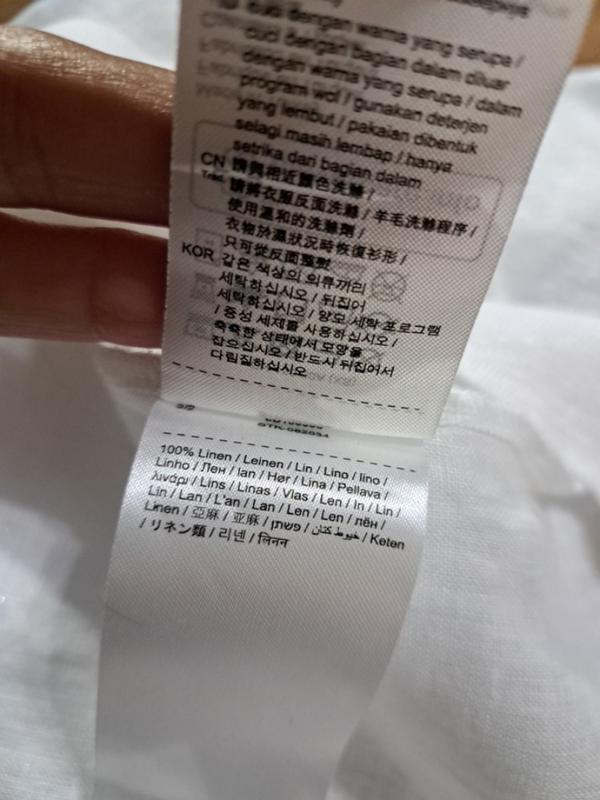 cuci dengan warna yang serupa /
cuci dengan bagian dalam diluar
dengan warna yang serupa / dalam
program wol / gunakan deterjen
yang lembut / pakaian dibentuk
selagi masih lembap / hanya
setrika dari bagian dalam
CN 請與相近顏色洗滌 /
Trad. 請將衣服反面洗滌 / 羊毛洗滌程序 /
使用溫和的洗滌劑 /
衣物於濕狀況時恢復衫形 /
只可從反面整熨
KOR 같은 색상의 의류끼리
세탁하십시오 / 뒤집어
세탁하십시오 / 양모 세탁 프로그램
/ 중성 세제를 사용하십시오 /
축축한 상태에서 모양을
잡으십시오 / 반드시 뒤집어서
다림질하십시오
100% Linen / Leinen / Lin / Lino / lino /
Linho / Лен / lan / Hør / Lina / Pellava /
λινάρι / Lins / Linas / Vlas / Len / In / Lin /
Lin / Lan / L'an / Lan / Len / Len / лён /
Linen / 亞麻 / 亚麻 / פשתן / خيوط كتان / Keten
/ リネン類 / 리넨 / लिनन